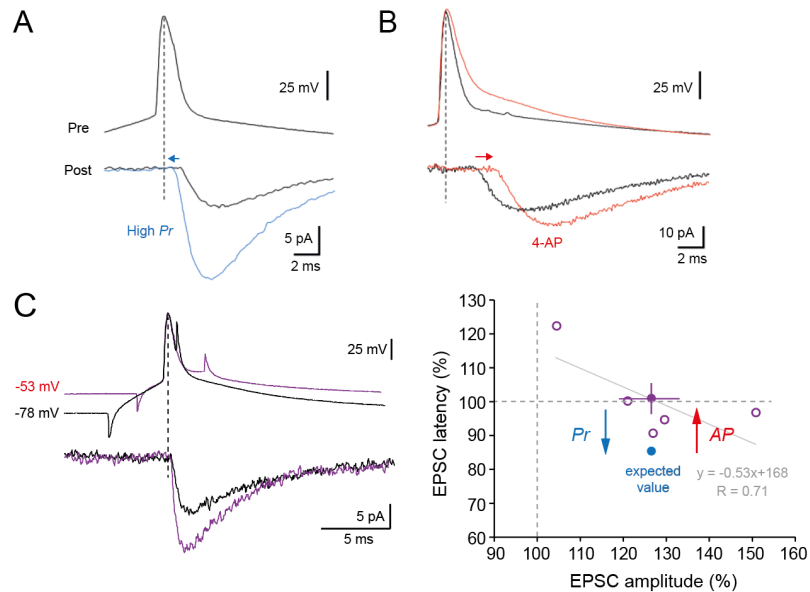 A
Pre
25 mV
Post
High Pr
5 pA
2 ms
B
25 mV
4-AP
10 pA
2 ms
C
25 mV
-53 mV
-78 mV
5 pA
5 ms
EPSC latency (%)
130
120
110
100
90
80
70
60
Pr
AP
expected
value
y = -0.53x+168
R = 0.71
90
100
110
120
130
140
150
160
EPSC amplitude (%)